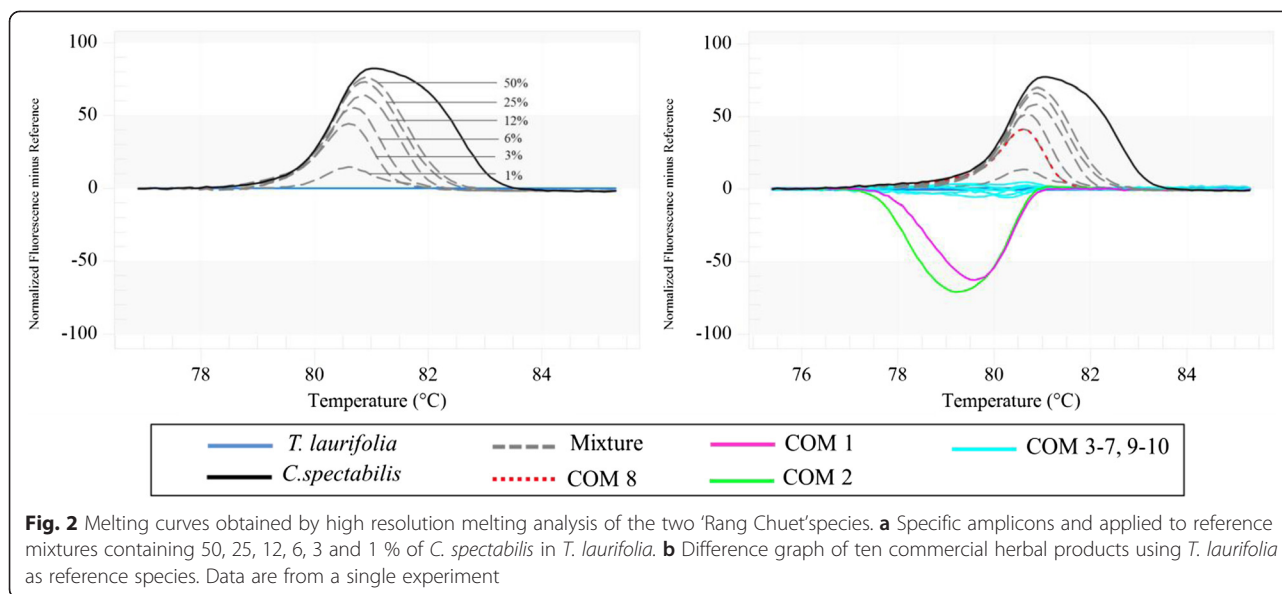 100
50
0
-50
-100
Normalized Fluorescence minus Reference
50%
25%
12%
6%
3%
1%
78 80 82 84
Temperature (°C)
100
50
0
-50
-100
Normalized Fluorescence minus Reference
76 78 80 82 84
Temperature (°C)
T. laurifolia Mixture COM 1 COM 3-7, 9-10
C.spectabilis COM 8 COM 2
Fig. 2 Melting curves obtained by high resolution melting analysis of the two ‘Rang Chuet’species. a Specific amplicons and applied to reference
mixtures containing 50, 25, 12, 6, 3 and 1 % of C. spectabilis in T. laurifolia. b Difference graph of ten commercial herbal products using T. laurifolia
as reference species. Data are from a single experiment